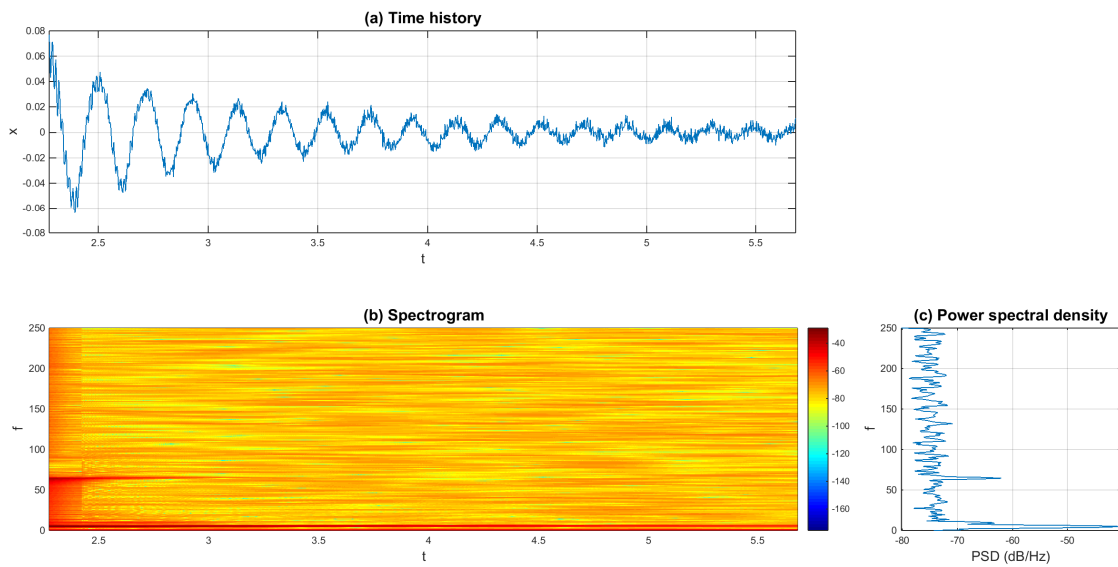 (a) Time history
0.08
0.06
0.04
0.02
0
-0.02
-0.04
-0.06
-0.08
x
2.5 3 3.5 4 4.5 5 5.5
t
(b) Spectrogram
250
200
150
100
50
0
f
2.5 3 3.5 4 4.5 5 5.5
t
-40
-60
-80
-100
-120
-140
-160
(c) Power spectral density
250
200
150
100
50
0
f
-80 -70 -60 -50
PSD (dB/Hz)